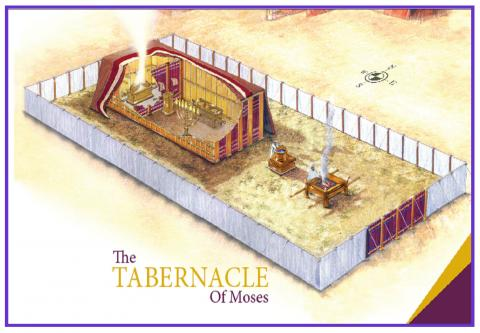 The
TABERNACLE
Of Moses